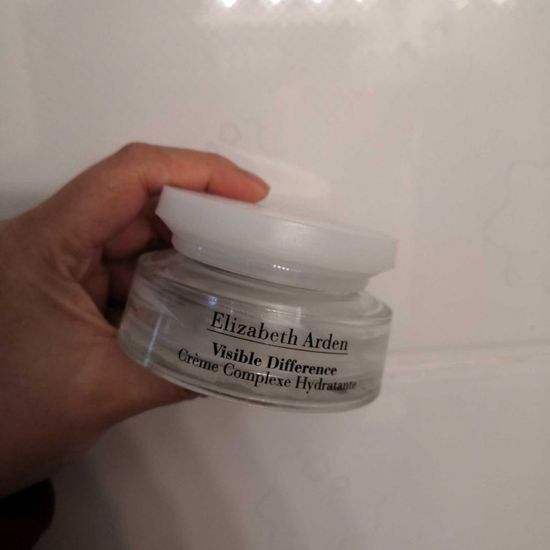 Elizabeth Arden
Visible Difference
Crème Complexe Hydratante